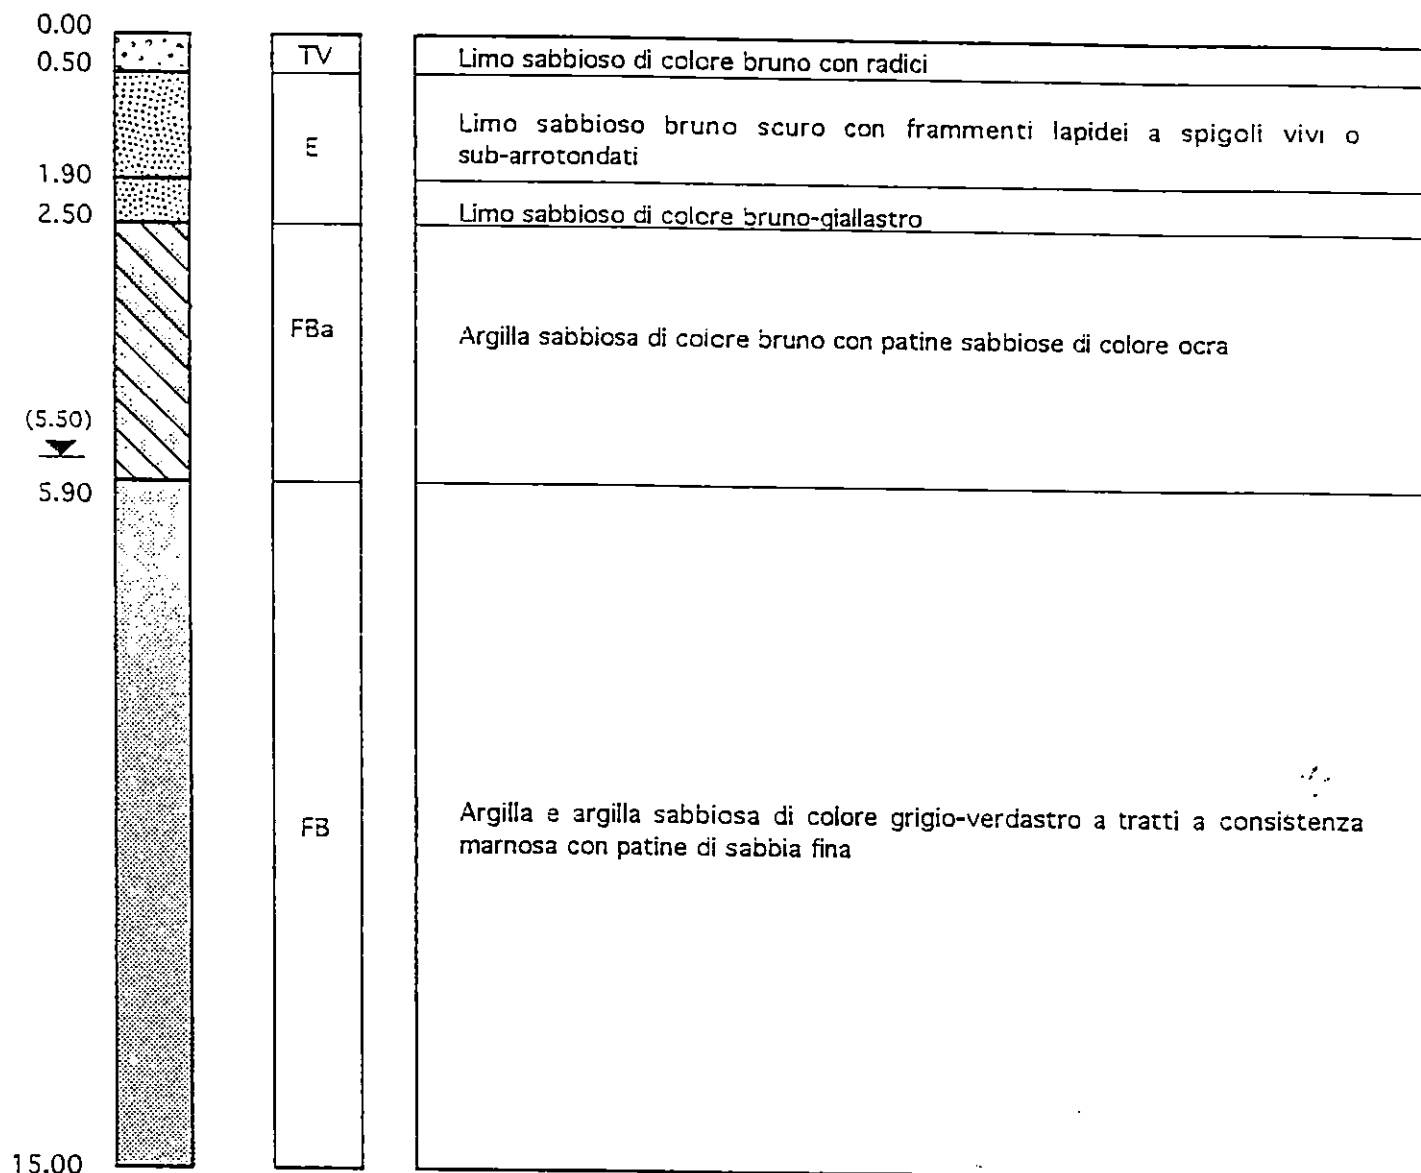 0.00
0.50
TV
Limo sabbioso di colore bruno con radici
E
Limo sabbioso bruno scuro con frammenti lapidei a spigoli vivi o
sub-arrotondati
1.90
2.50
Limo sabbioso di colore bruno-giallastro
FBa
Argilla sabbiosa di colore bruno con patine sabbiose di colore ocra
(5.50)
5.90
FB
Argilla e argilla sabbiosa di colore grigio-verdastro a tratti a consistenza
marnosa con patine di sabbia fina
15.00